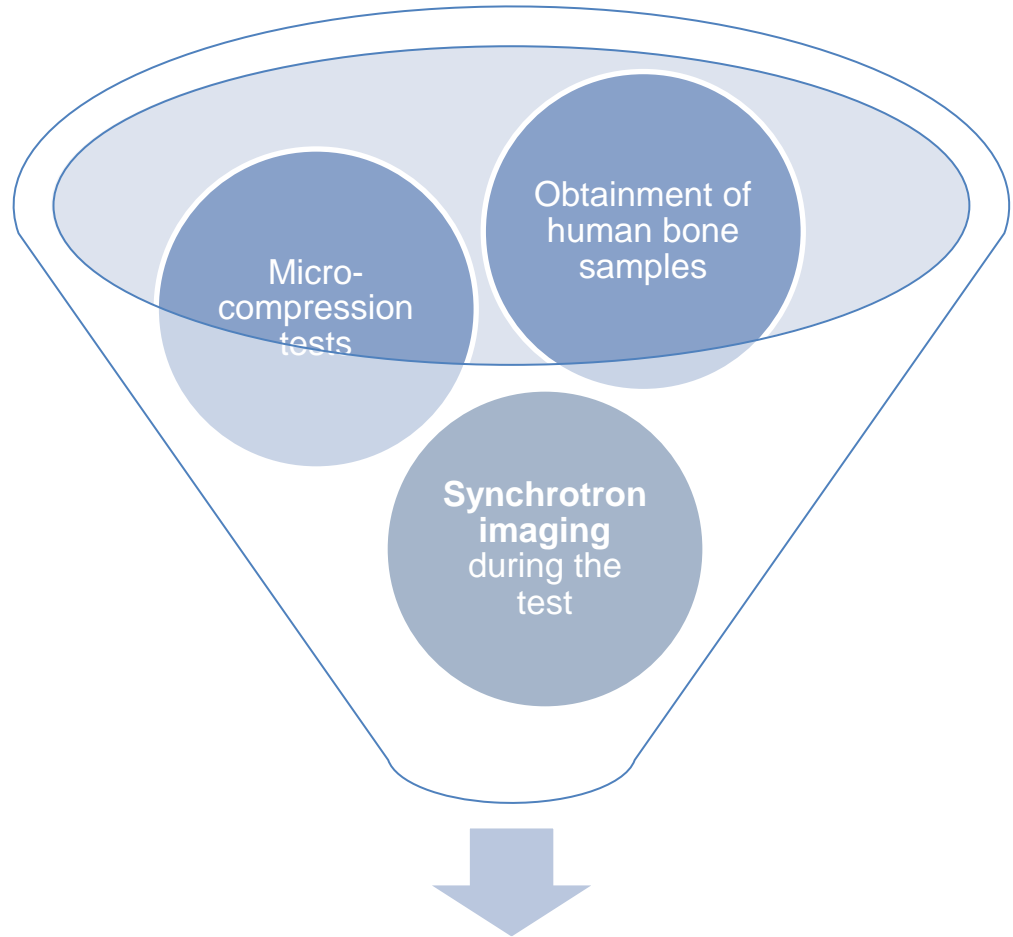 Obtainment of
human bone
samples
Micro-
compression
tests
Synchrotron
imaging
during the
test